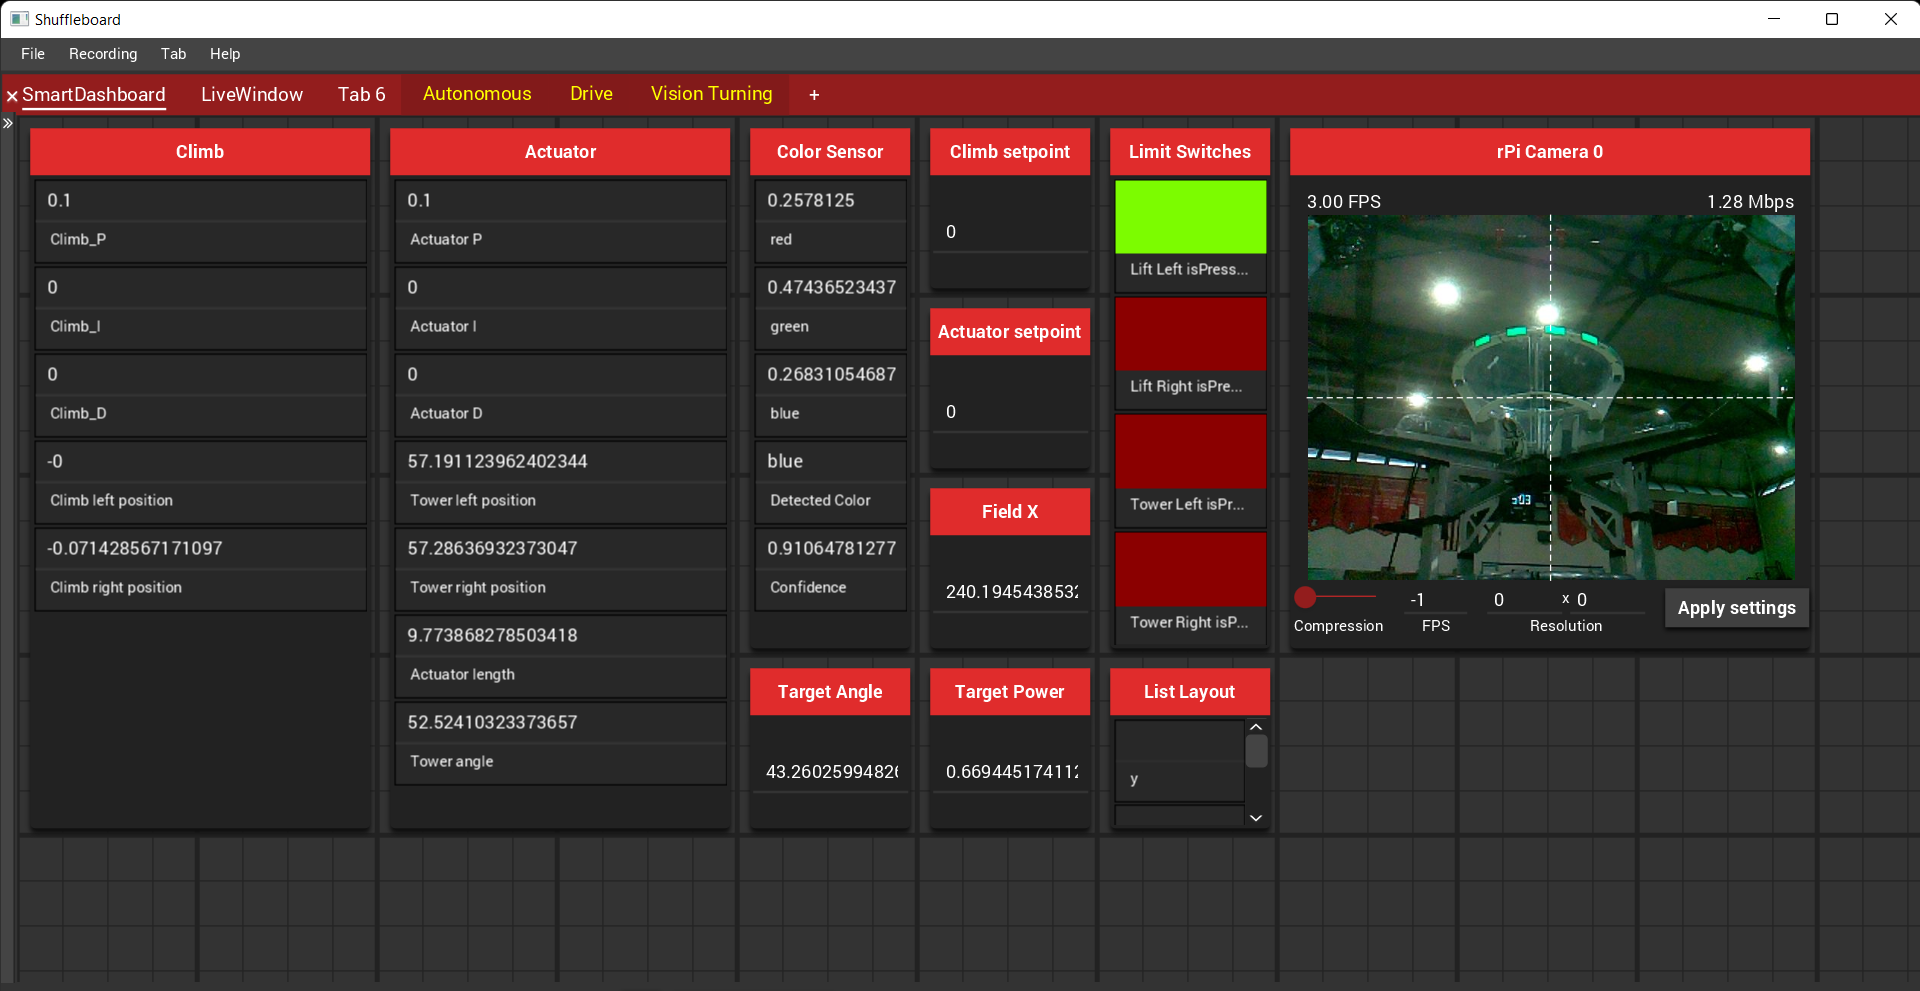 Shuffleboard
File Recording Tab Help
SmartDashboard LiveWindow Tab 6 Autonomous Drive Vision Turning +
Climb
0.1
Climb_P
0
Climb_I
0
Climb_D
-0
Climb left position
-0.071428567171097
Climb right position
Actuator
0.1
Actuator P
0
Actuator I
0
Actuator D
57.191123962402344
Tower left position
57.28636932373047
Tower right position
9.773868278503418
Actuator length
52.52410323373657
Tower angle
Color Sensor
0.2578125
red
0.47436523437
green
0.26831054687
blue
blue
Detected Color
0.91064781277
Confidence
Climb setpoint
0
Actuator setpoint
0
Field X
240.1945438532
Limit Switches
Lift Left isPress...
Lift Right isPre...
Tower Left isPr...
Tower Right isP...
Target Angle
43.26025994826
Target Power
0.669445174112
List Layout
y
rPi Camera 0
3.00 FPS 1.28 Mbps
Compression
-1
FPS
0 x 0
Resolution
Apply settings